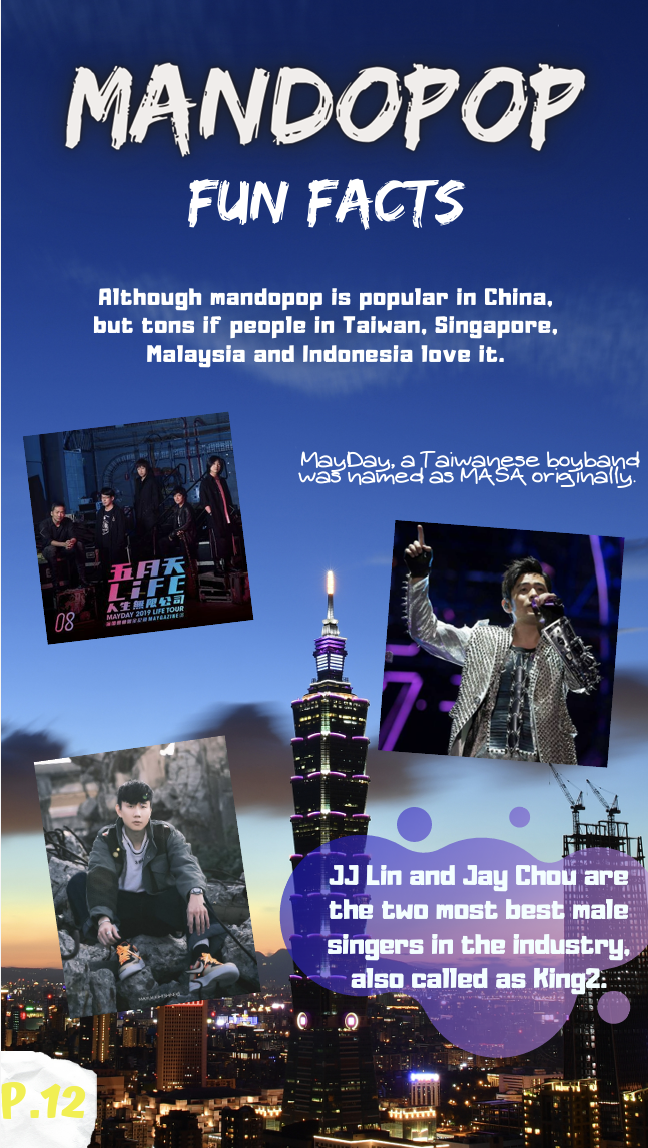 MANDOPOP
FUN FACTS
Although mandopop is popular in China,
but tons if people in Taiwan, Singapore,
Malaysia and Indonesia love it.
MayDay, a Taiwanese boyband
was named as MASA originally.
五月天
LiFE
人生無限公司
MAYDAY 2019 LIFE TOUR
08
JJ Lin and Jay Chou are
the two most best male
singers in the industry,
also called as King2.
P.12